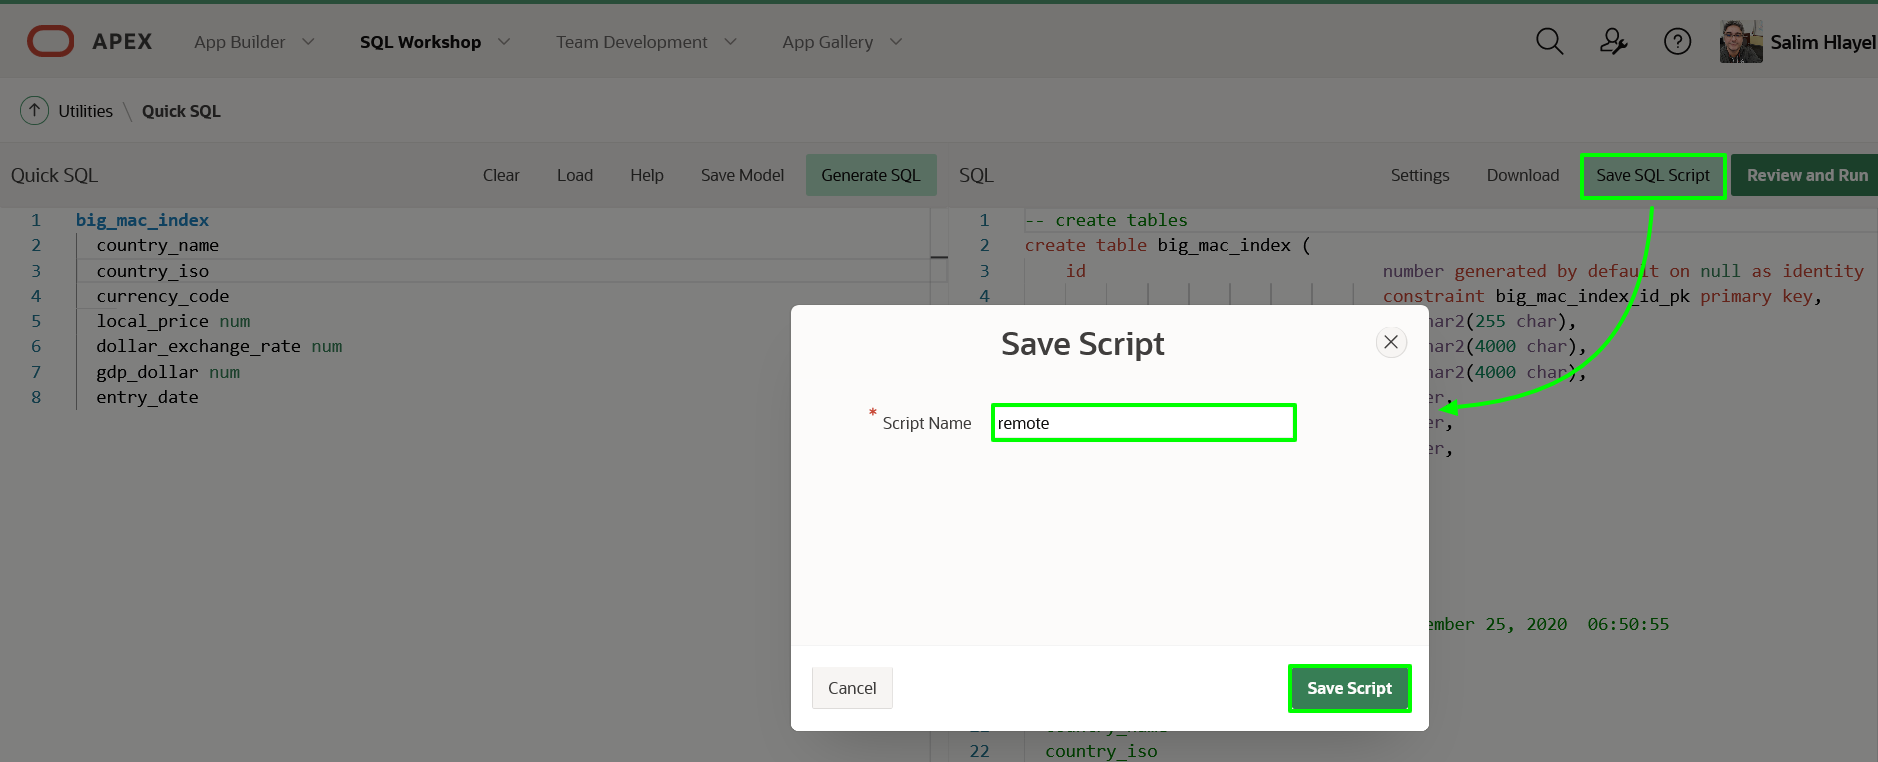 APEX App Builder SQL Workshop Team Development App Gallery Salim Hlayel
Utilities \ Quick SQL
Quick SQL Clear Load Help Save Model Generate SQL
1 big_mac_index
2 country_name
3 country_iso
4 currency_code
5 local_price num
6 dollar_exchange_rate num
7 gdp_dollar num
8 entry_date
SQL Settings Download Save SQL Script Review and Run
1 -- create tables
2 create table big_mac_index (
3 id number generated by default on null as identity
4 constraint big_mac_index_id_pk primary key,
har2(255 char),
har2(4000 char),
har2(4000 char),
er,
er,
er,
ember 25, 2020 06:50:55
22 country_iso
Save Script
* Script Name remote
Cancel Save Script